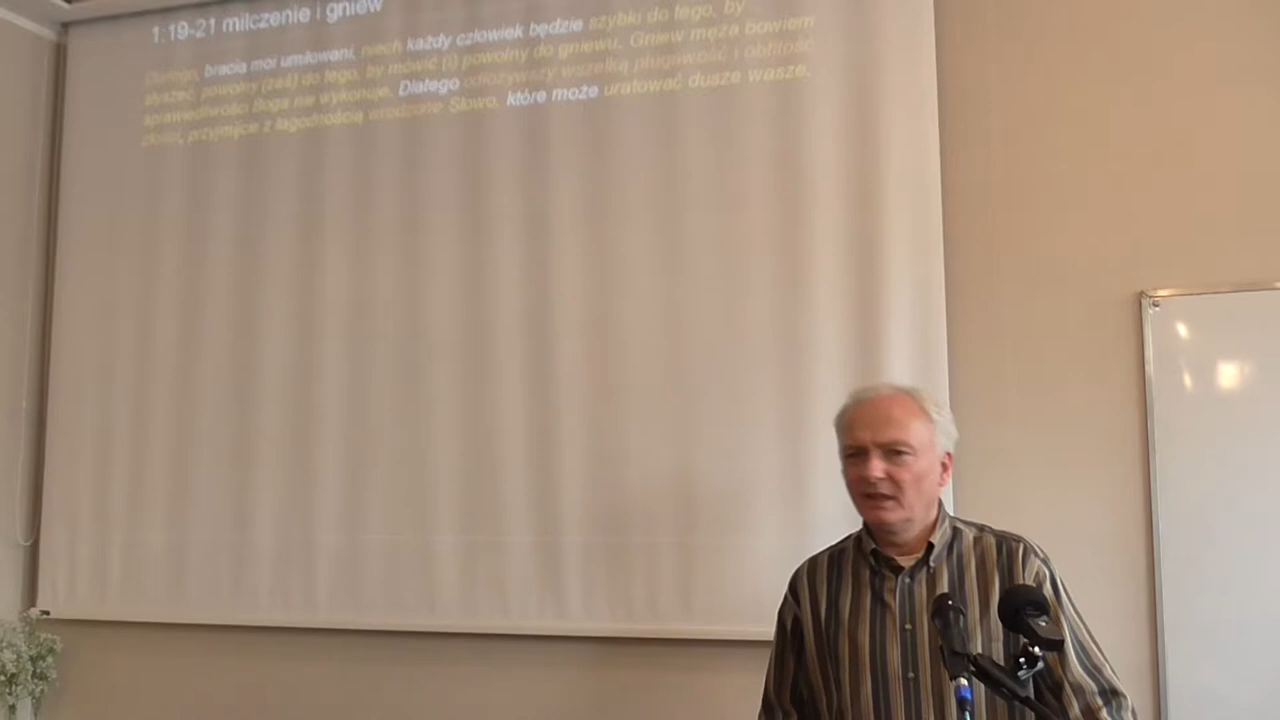 1:19-21 milczenie i gniew
Dlatego, bracia moi umiłowani, niech każdy człowiek będzie szybki do tego, by
słyszeć, powolny (zaś) do tego, by mówić (i) powolny do gniewu. Gniew męża bowiem
sprawiedliwości Boga nie wykonuje. Dlatego odłożywszy wszelką plugawość i obfitość
złości, przyjmijcie z łagodnością wrodzone Słowo, które może uratować dusze wasze.